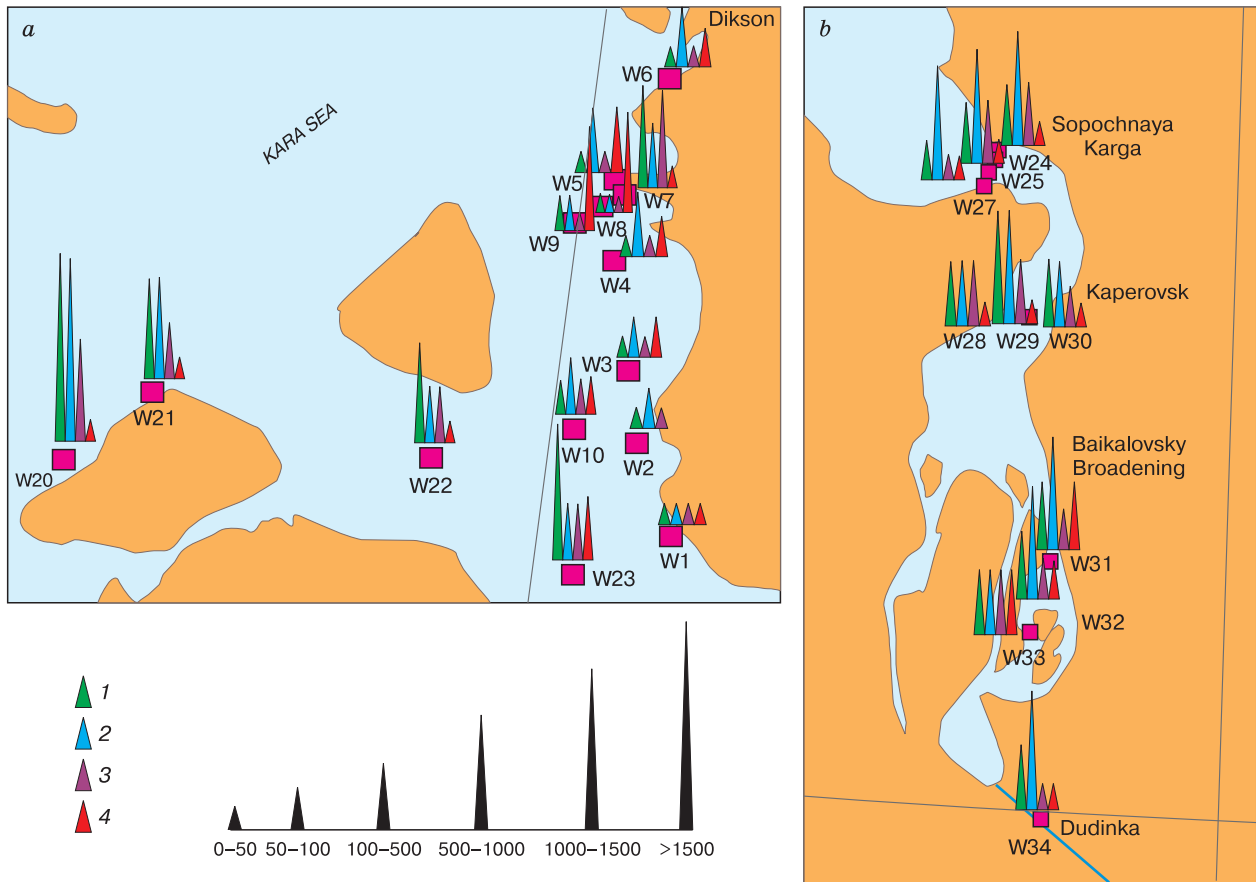 a
Dikson
W6
KARA SEA
W5
W7
W8
W9
W4
W3
W21
W10
W2
W20
W22
W1
W23
1
2
3
4
0–50
50–100
100–500
500–1000
1000–1500
>1500
b
Sopochnaya
Karga
W24
W25
W27
Kaperovsk
W28
W29
W30
Baikalovsky
Broadening
W31
W32
W33
Dudinka
W34